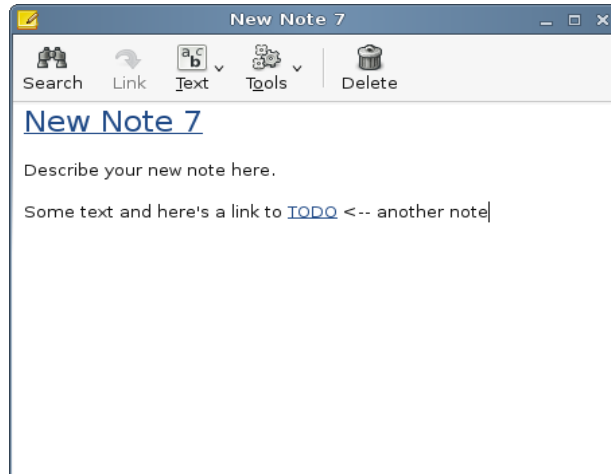 New Note 7
Search Link Text Tools Delete
New Note 7
Describe your new note here.
Some text and here's a link to TODO <-- another note